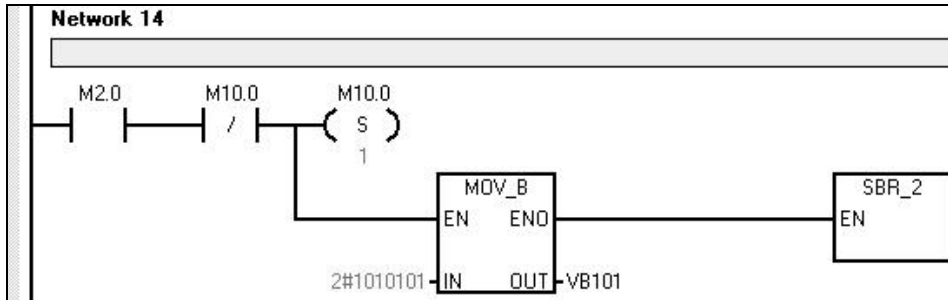 Network 14
M2.0 M10.0 M10.0
/ S
1
MOV_B SBR_2
EN ENO EN
2#1010101 IN OUT VB101